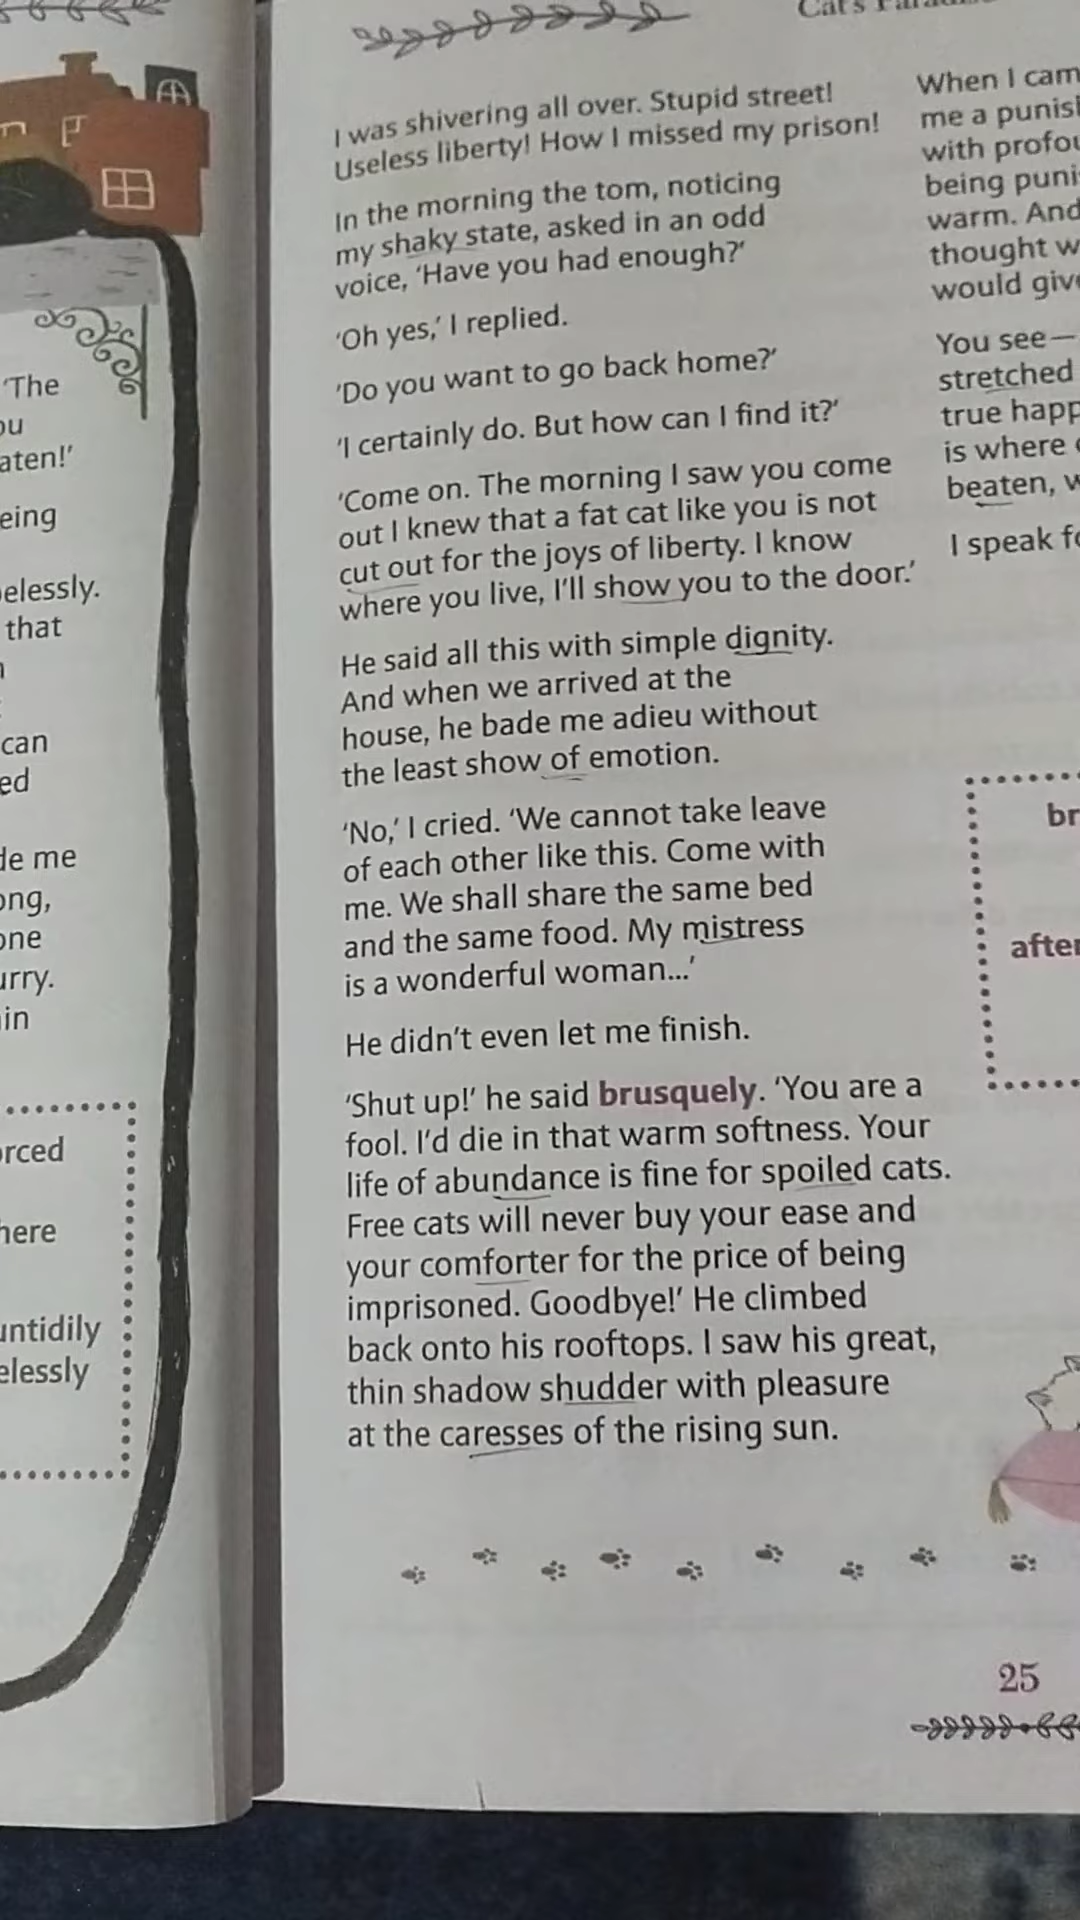 'The
aten!'
eing
elessly.
that
can
ed
me
one
in
here
untidily
elessly
Cat's
I was shivering all over. Stupid street!
Useless liberty! How I missed my prison!
In the morning the tom, noticing
my shaky state, asked in an odd
voice, 'Have you had enough?'
'Oh yes,' I replied.
'Do you want to go back home?'
'I certainly do. But how can I find it?'
'Come on. The morning I saw you come
out I knew that a fat cat like you is not
cut out for the joys of liberty. I know
where you live, I'll show you to the door.'
He said all this with simple dignity.
And when we arrived at the
house, he bade me adieu without
the least show of emotion.
'No,' I cried. 'We cannot take leave
of each other like this. Come with
me. We shall share the same bed
and the same food. My mistress
is a wonderful woman...'
He didn't even let me finish.
'Shut up!' he said brusquely. 'You are a
fool. I'd die in that warm softness. Your
life of abundance is fine for spoiled cats.
Free cats will never buy your ease and
your comforter for the price of being
imprisoned. Goodbye!' He climbed
back onto his rooftops. I saw his great,
thin shadow shudder with pleasure
at the caresses of the rising sun.
When I cam
me a punis
with profou
being puni
warm. And
thought w
would give
You see—
stretched
true happ
is where
beaten, w
I speak fo
br
after
25